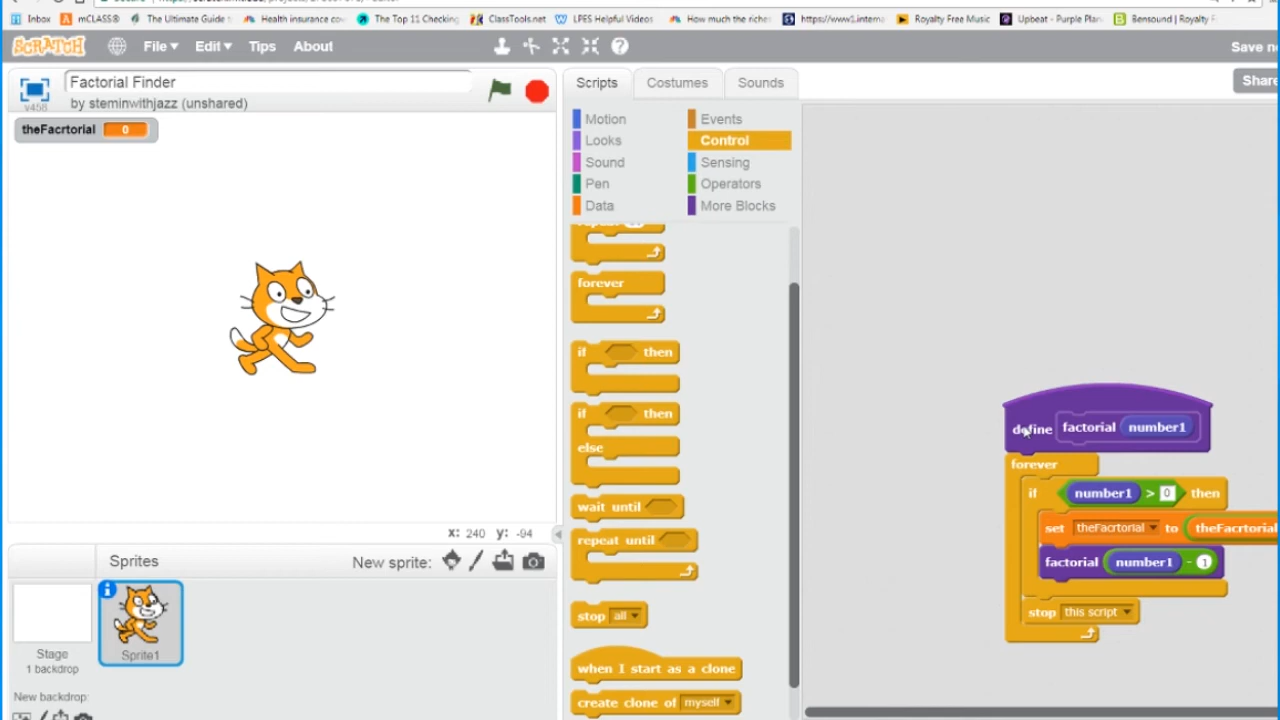 Inbox mCLASS® The Ultimate Guide t Health insurance cov The Top 11 Checking ClassTools.net LPES Helpful Videos How much the riches https://www1.interna Royalty Free Music Upbeat - Purple Plan Bensound | Royalty F
SCRATCH File Edit Tips About Save no
Factorial Finder
by steminwithjazz (unshared)
v458
Scripts Costumes Sounds Share
theFacrtorial 0
Motion Events
Looks Control
Sound Sensing
Pen Operators
Data More Blocks
forever
if then
if then
else
wait until
repeat until
stop all
when I start as a clone
create clone of myself
define factorial number1
forever
if number1 > 0 then
set theFacrtorial to theFacrtorial
factorial number1 - 1
stop this script
x: 240 y: -94
Sprites New sprite:
Stage
1 backdrop
Sprite1
New backdrop: